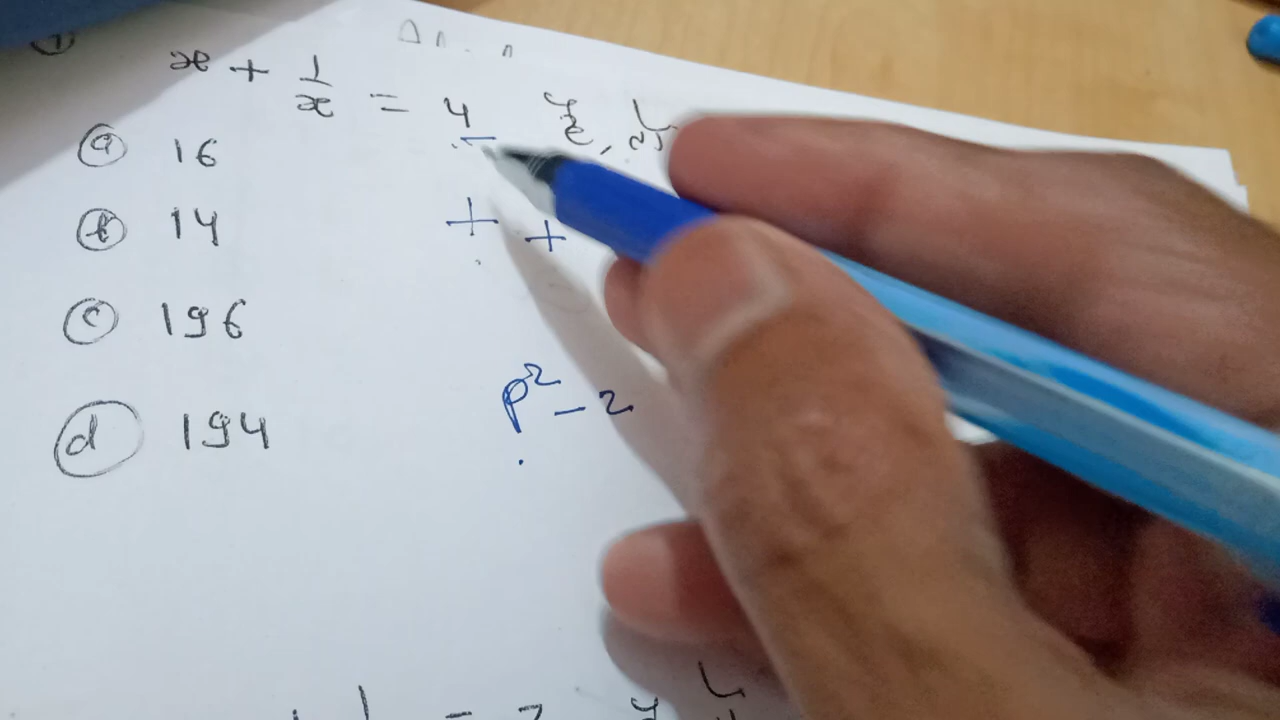 x + 1/x = 4
(a) 16
(b) 14
(c) 196
(d) 194
+ +
p² - 2